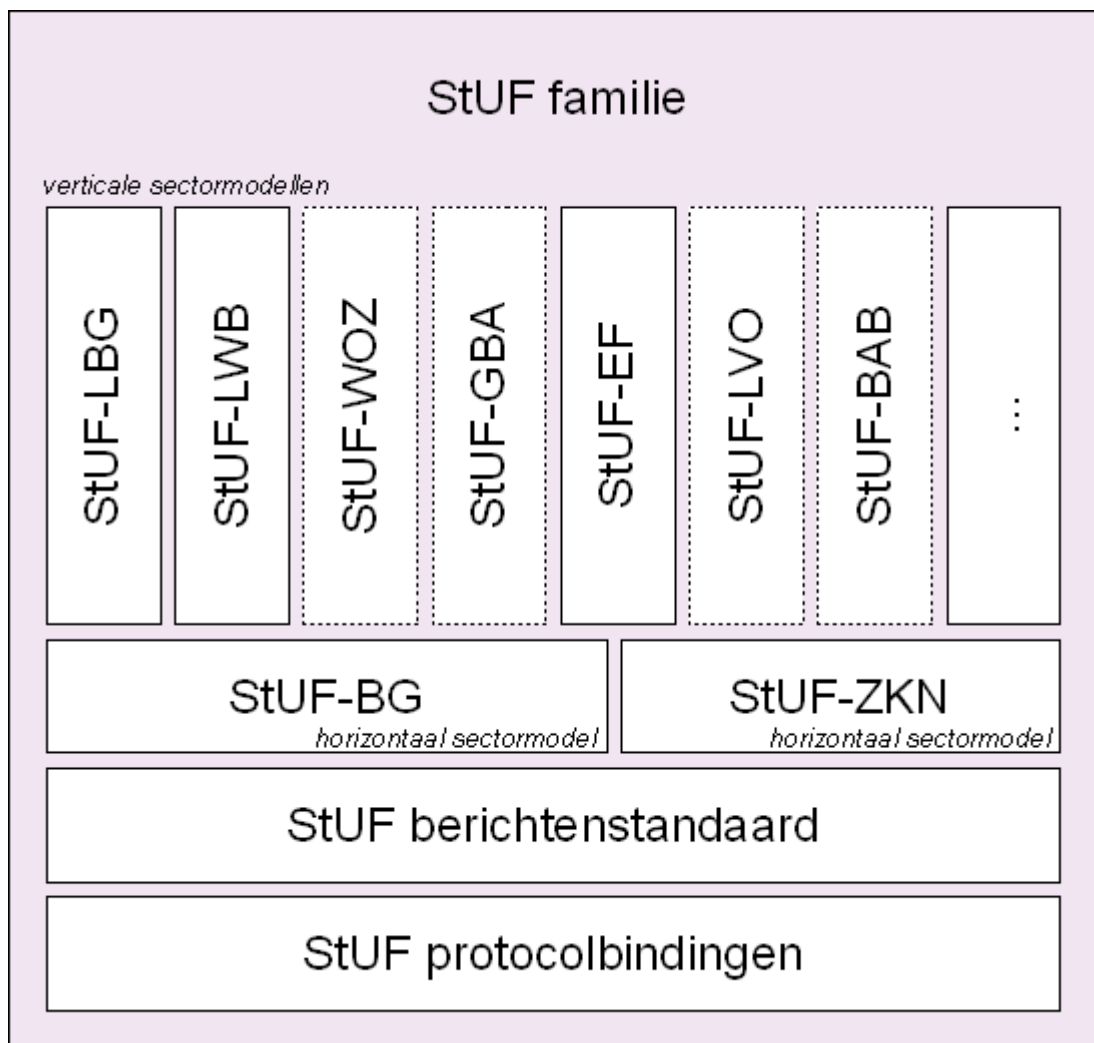 StUF familie
verticale sectormodellen
StUF-LBG
StUF-LWB
StUF-WOZ
StUF-GBA
StUF-EF
StUF-LVO
StUF-BAB
...
StUF-BG
horizontaal sectormodel
StUF-ZKN
horizontaal sectormodel
StUF berichtenstandaard
StUF protocolbindingen